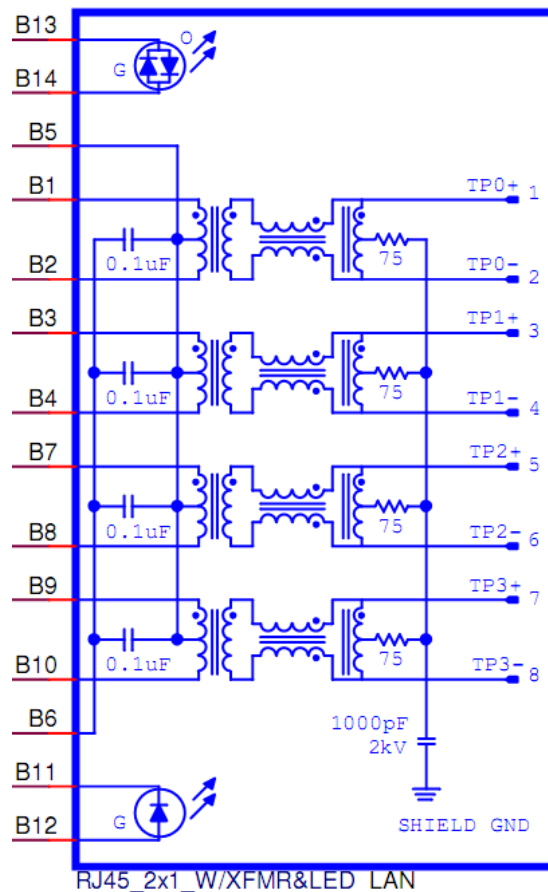 B13
O
G
B14
B5
B1
TP0+ 1
0.1uF
75
B2
TP0- 2
B3
TP1+ 3
0.1uF
75
B4
TP1- 4
B7
TP2+ 5
0.1uF
75
B8
TP2- 6
B9
TP3+ 7
0.1uF
75
B10
TP3- 8
B6
1000pF
2kV
B11
G
B12
SHIELD GND
RJ45_2x1_W/XFMR&LED_LAN